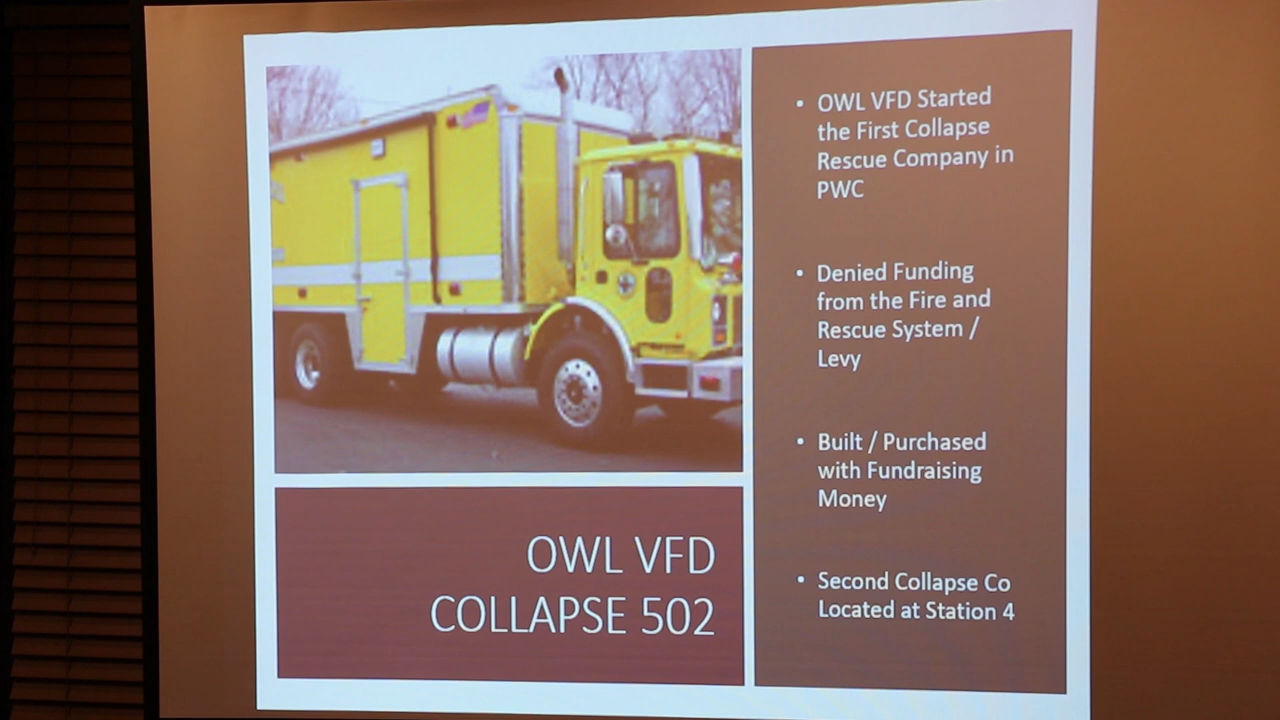 OWL VFD
COLLAPSE 502
• OWL VFD Started
the First Collapse
Rescue Company in
PWC
• Denied Funding
from the Fire and
Rescue System /
Levy
• Built / Purchased
with Fundraising
Money
• Second Collapse Co
Located at Station 4